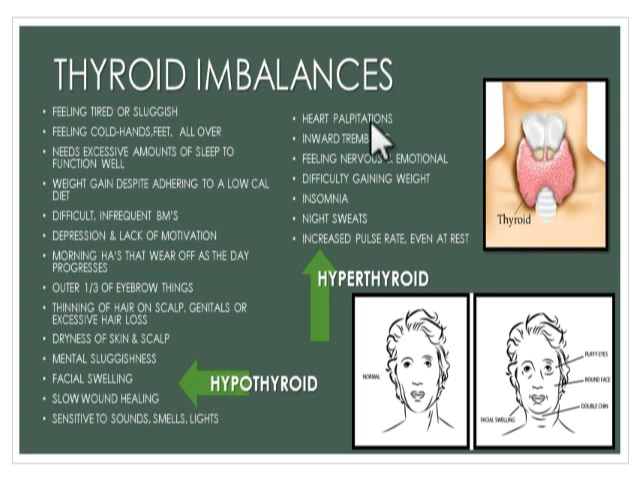 THYROID IMBALANCES
• FEELING TIRED OR SLUGGISH
• FEELING COLD-HANDS,FEET, ALL OVER
• NEEDS EXCESSIVE AMOUNTS OF SLEEP TO
FUNCTION WELL
• WEIGHT GAIN DESPITE ADHERING TO A LOW CAL
DIET
• DIFFICULT, INFREQUENT BM'S
• DEPRESSION & LACK OF MOTIVATION
• MORNING HA'S THAT WEAR OFF AS THE DAY
PROGRESSES
• OUTER 1/3 OF EYEBROW THINGS
• THINNING OF HAIR ON SCALP, GENITALS OR
EXCESSIVE HAIR LOSS
• DRYNESS OF SKIN & SCALP
• MENTAL SLUGGISHNESS
• FACIAL SWELLING
• SLOW WOUND HEALING
• SENSITIVE TO SOUNDS, SMELLS, LIGHTS
HYPOTHYROID
• HEART PALPITATIONS
• INWARD
• FEELING NERVOUS & EMOTIONAL
• DIFFICULTY GAINING WEIGHT
• INSOMNIA
• NIGHT SWEATS
• INCREASED PULSE RATE, EVEN AT REST
HYPERTHYROID
Thyroid
NORMAL
PUFFY EYES
ROUND FACE
DOUBLE CHIN
FACIAL SWELLING